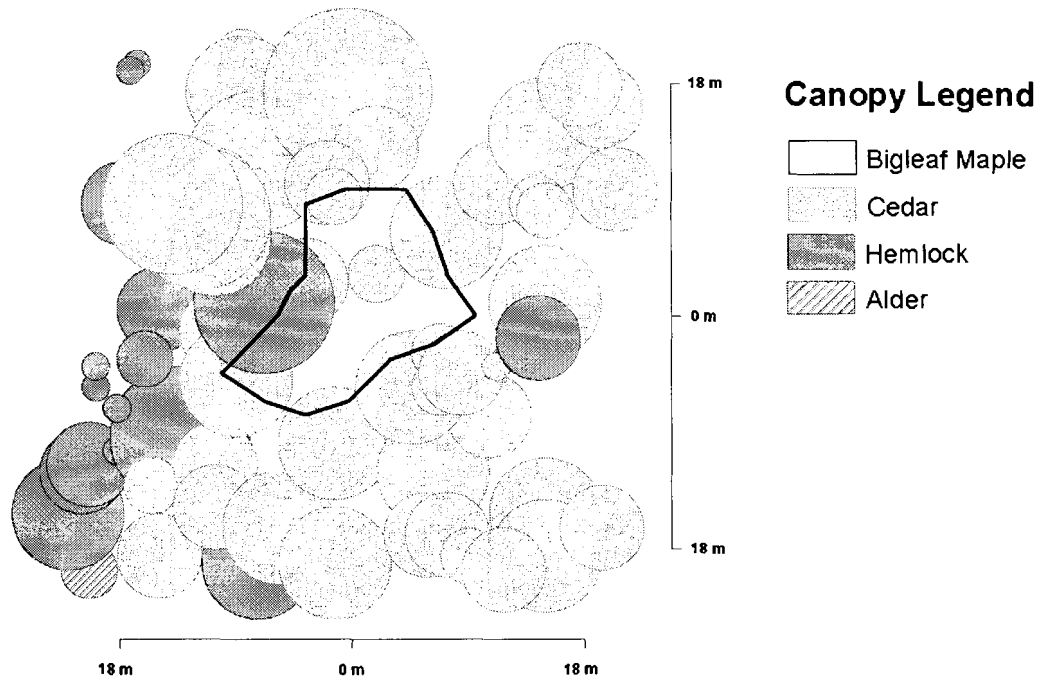 Canopy Legend
Bigleaf Maple
Cedar
Hemlock
Alder
18 m
0 m
18 m
18 m
0 m
18 m